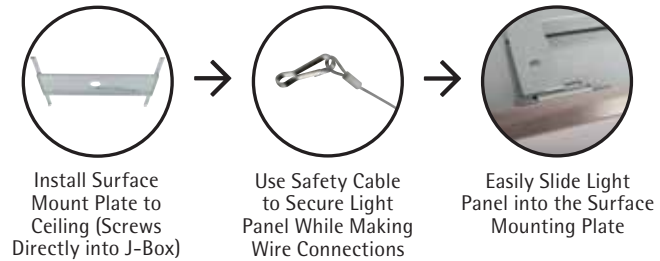 Install Surface
Mount Plate to
Ceiling (Screws
Directly into J-Box)
Use Safety Cable
to Secure Light
Panel While Making
Wire Connections
Easily Slide Light
Panel into the Surface
Mounting Plate